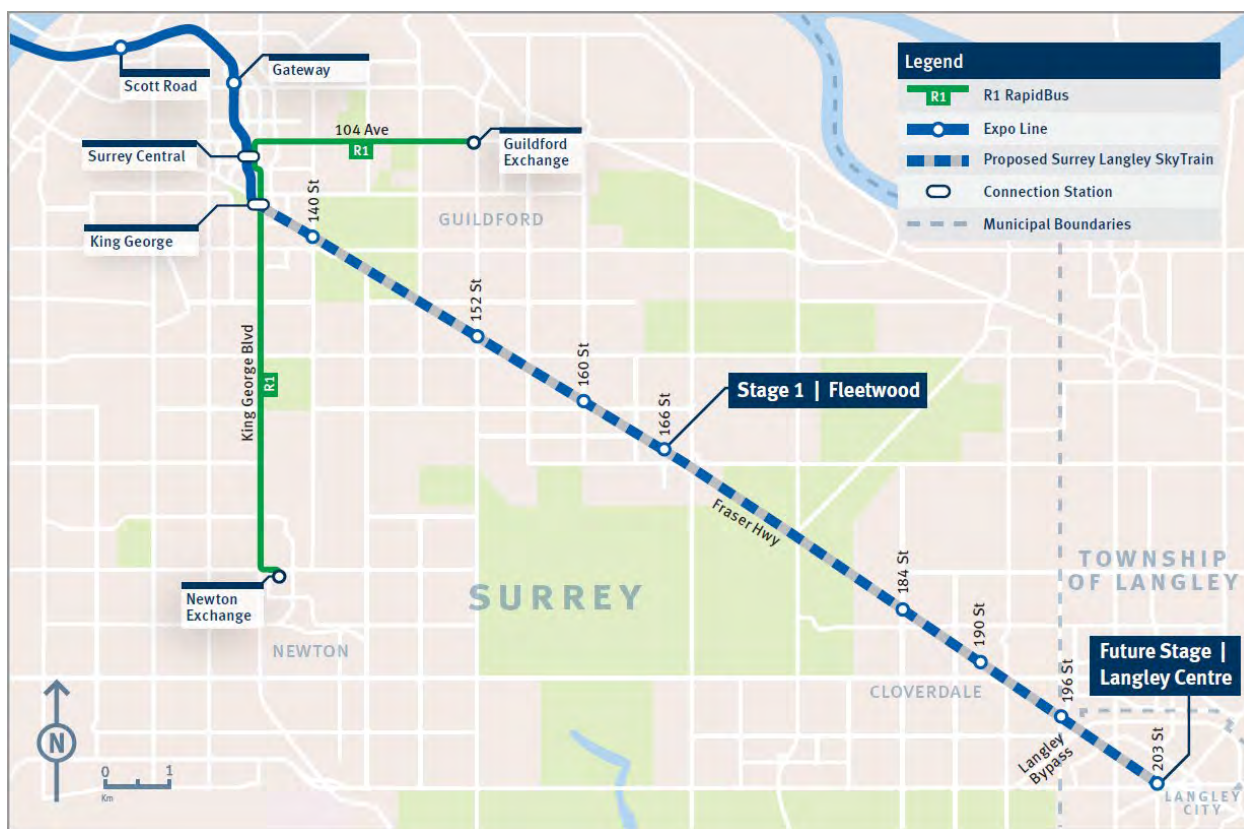 Scott Road
Gateway
Surrey Central
104 Ave
R1
Guildford
Exchange
King George
140 St
GUILDFORD
152 St
160 St
166 St
Stage 1 | Fleetwood
King George Blvd
R1
Fraser Hwy
Newton
Exchange
SURREY
NEWTON
184 St
190 St
CLOVERDALE
196 St
Langley
Bypass
203 St
TOWNSHIP
OF LANGLEY
Future Stage |
Langley Centre
LANGLEY
CITY
N
0 1
Km
Legend
R1 R1 RapidBus
Expo Line
Proposed Surrey Langley SkyTrain
Connection Station
Municipal Boundaries